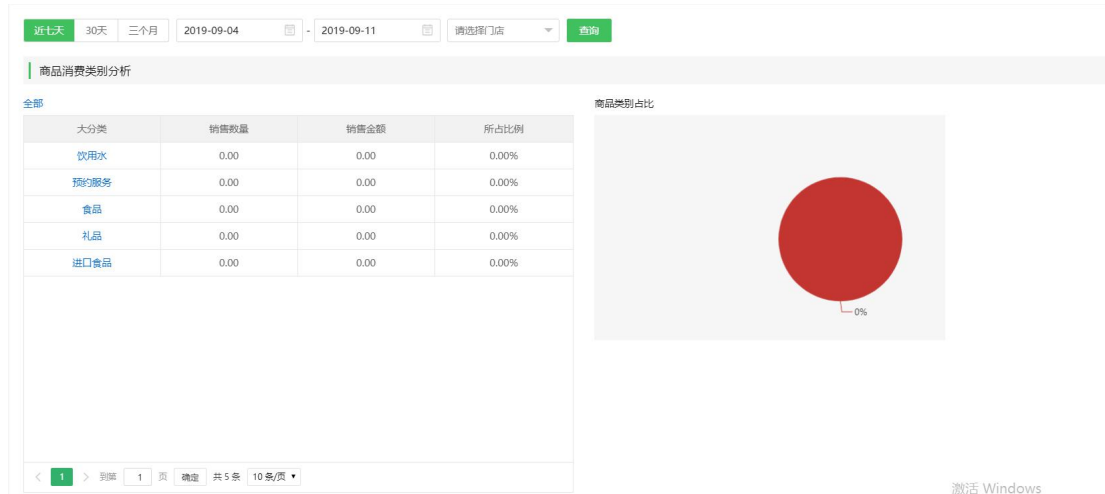 近七天 30天 三个月 2019-09-04 - 2019-09-11 请选择门店 查询
商品消费类别分析
全部
大分类 销售数量 销售金额 所占比例
饮用水 0.00 0.00 0.00%
预约服务 0.00 0.00 0.00%
食品 0.00 0.00 0.00%
礼品 0.00 0.00 0.00%
进口食品 0.00 0.00 0.00%
1 到第 1 页 确定 共 5 条 10 条/页
商品类别占比
0%
激活 Windows